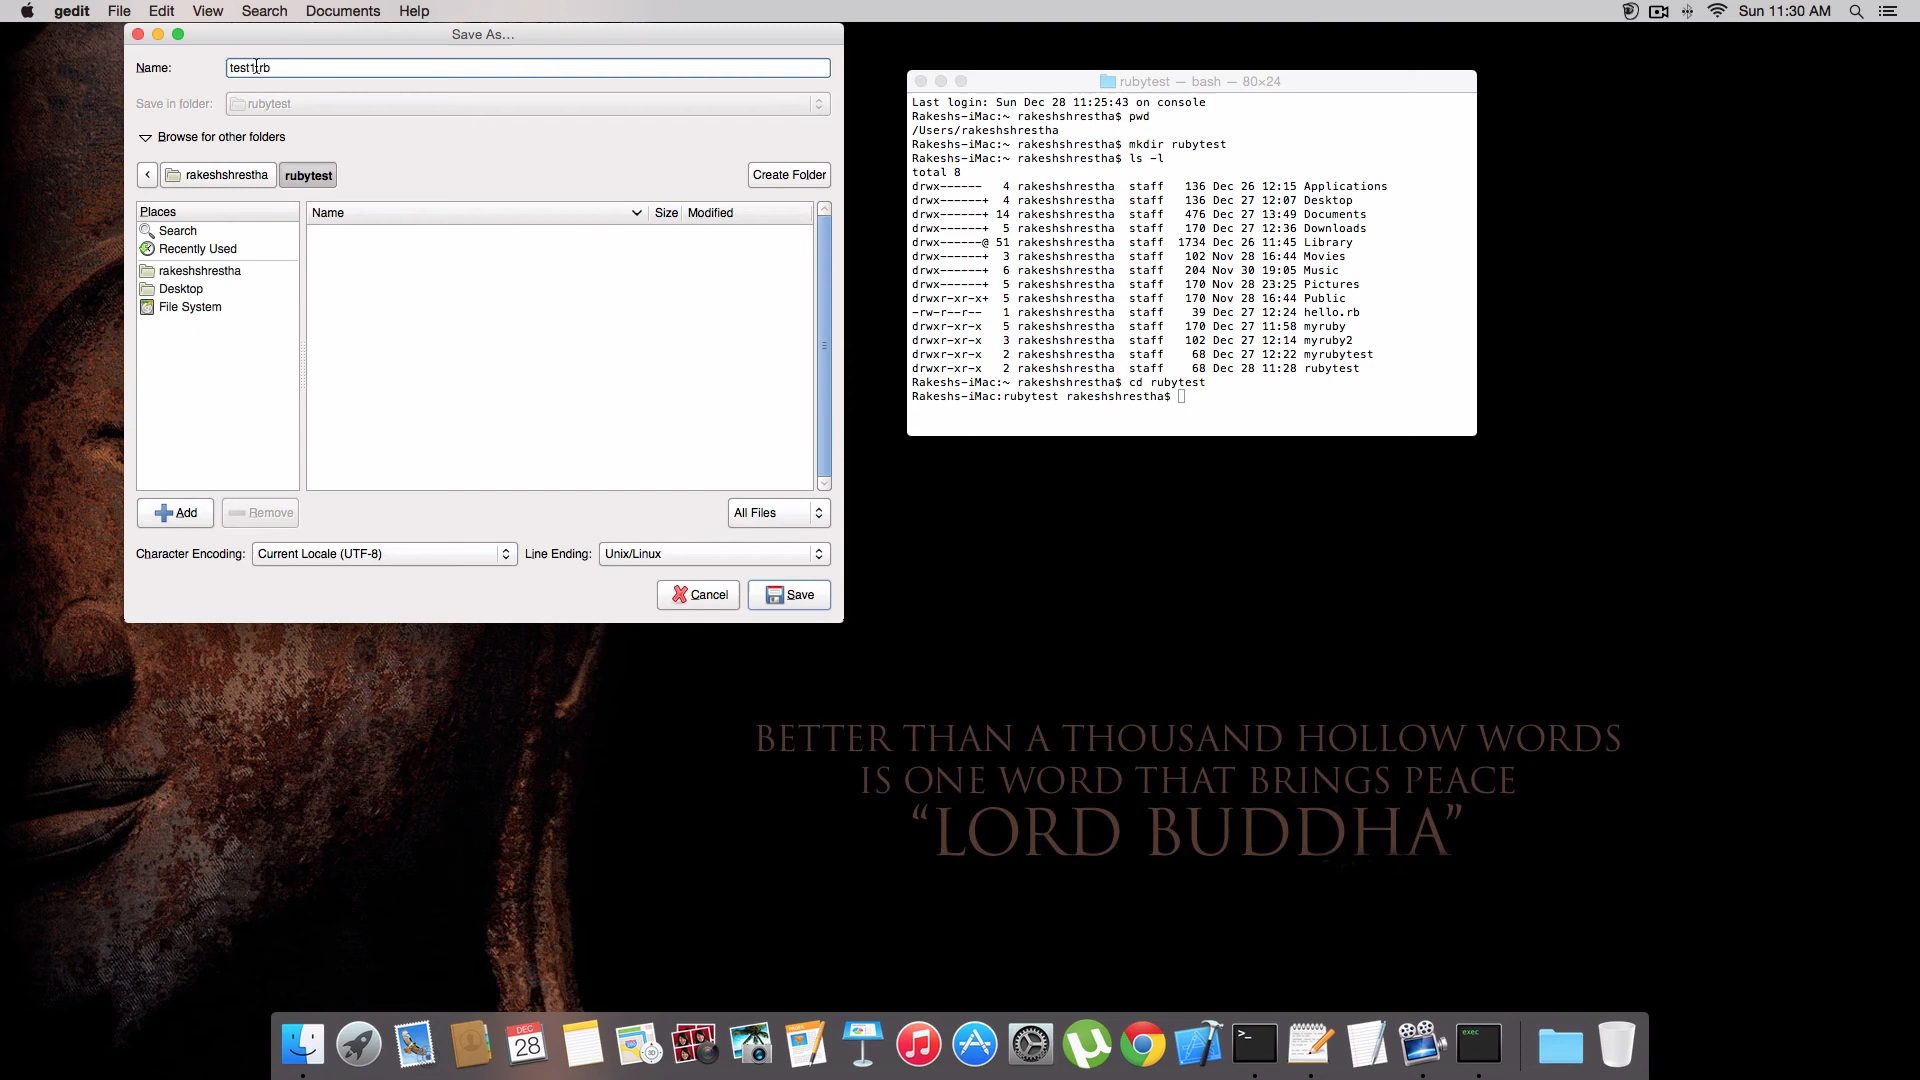 gedit File Edit View Search Documents Help
Sun 11:30 AM
Save As...
Name: test1.rb
Save in folder: rubytest
Browse for other folders
rakeshshrestha rubytest Create Folder
Places
Search
Recently Used
rakeshshrestha
Desktop
File System
Name Size Modified
Add Remove All Files
Character Encoding: Current Locale (UTF-8) Line Ending: Unix/Linux
Cancel Save
rubytest — bash — 80×24
Last login: Sun Dec 28 11:25:43 on console
Rakeshs-iMac:~ rakeshshrestha$ pwd
/Users/rakeshshrestha
Rakeshs-iMac:~ rakeshshrestha$ mkdir rubytest
Rakeshs-iMac:~ rakeshshrestha$ ls -l
total 8
drwx------ 4 rakeshshrestha staff 136 Dec 26 12:15 Applications
drwx------+ 4 rakeshshrestha staff 136 Dec 27 12:07 Desktop
drwx------+ 14 rakeshshrestha staff 476 Dec 27 13:49 Documents
drwx------+ 5 rakeshshrestha staff 170 Dec 27 12:36 Downloads
drwx------@ 51 rakeshshrestha staff 1734 Dec 26 11:45 Library
drwx------+ 3 rakeshshrestha staff 102 Nov 28 16:44 Movies
drwx------+ 6 rakeshshrestha staff 204 Nov 30 19:05 Music
drwx------+ 5 rakeshshrestha staff 170 Nov 28 23:25 Pictures
drwxr-xr-x+ 5 rakeshshrestha staff 170 Nov 28 16:44 Public
-rw-r--r-- 1 rakeshshrestha staff 39 Dec 27 12:24 hello.rb
drwxr-xr-x 5 rakeshshrestha staff 170 Dec 27 11:58 myruby
drwxr-xr-x 3 rakeshshrestha staff 102 Dec 27 12:14 myruby2
drwxr-xr-x 2 rakeshshrestha staff 68 Dec 27 12:22 myrubytest
drwxr-xr-x 2 rakeshshrestha staff 68 Dec 28 11:28 rubytest
Rakeshs-iMac:~ rakeshshrestha$ cd rubytest
Rakeshs-iMac:rubytest rakeshshrestha$
BETTER THAN A THOUSAND HOLLOW WORDS
IS ONE WORD THAT BRINGS PEACE
“LORD BUDDHA”
DEC
28
exec